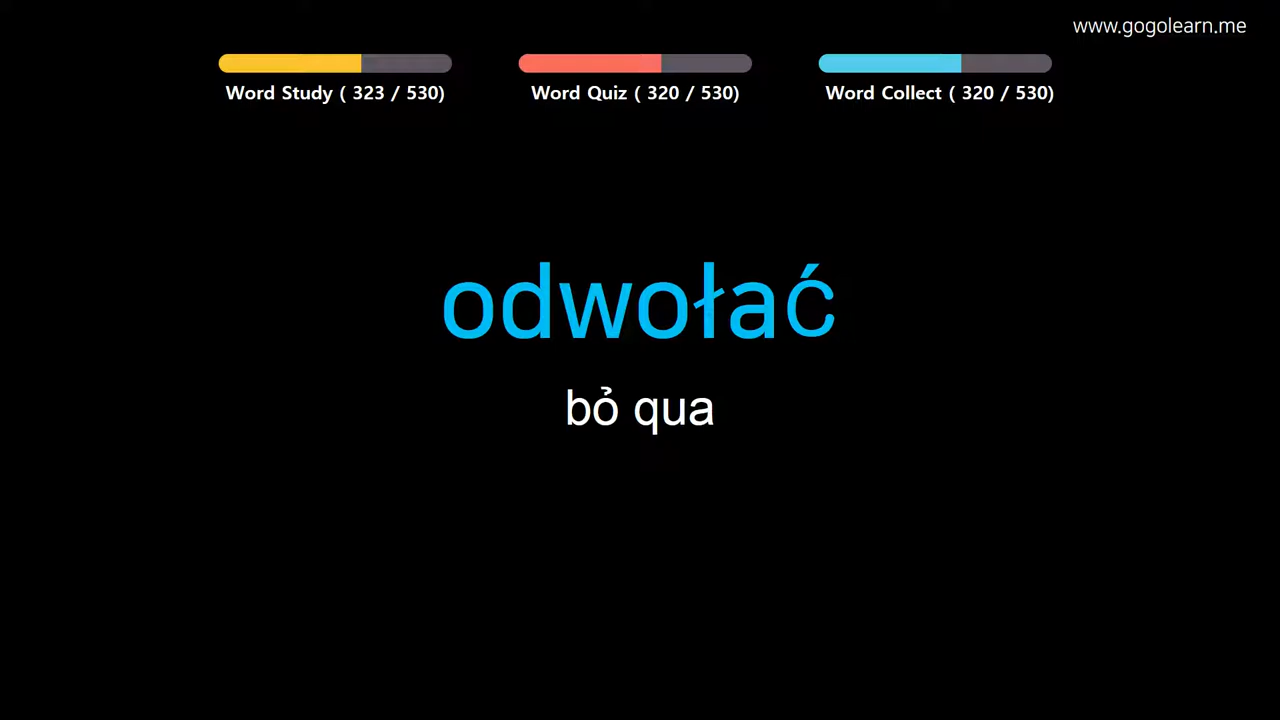 www.gogolearn.me
Word Study ( 323 / 530)
Word Quiz ( 320 / 530)
Word Collect ( 320 / 530)
odwołać
bỏ qua